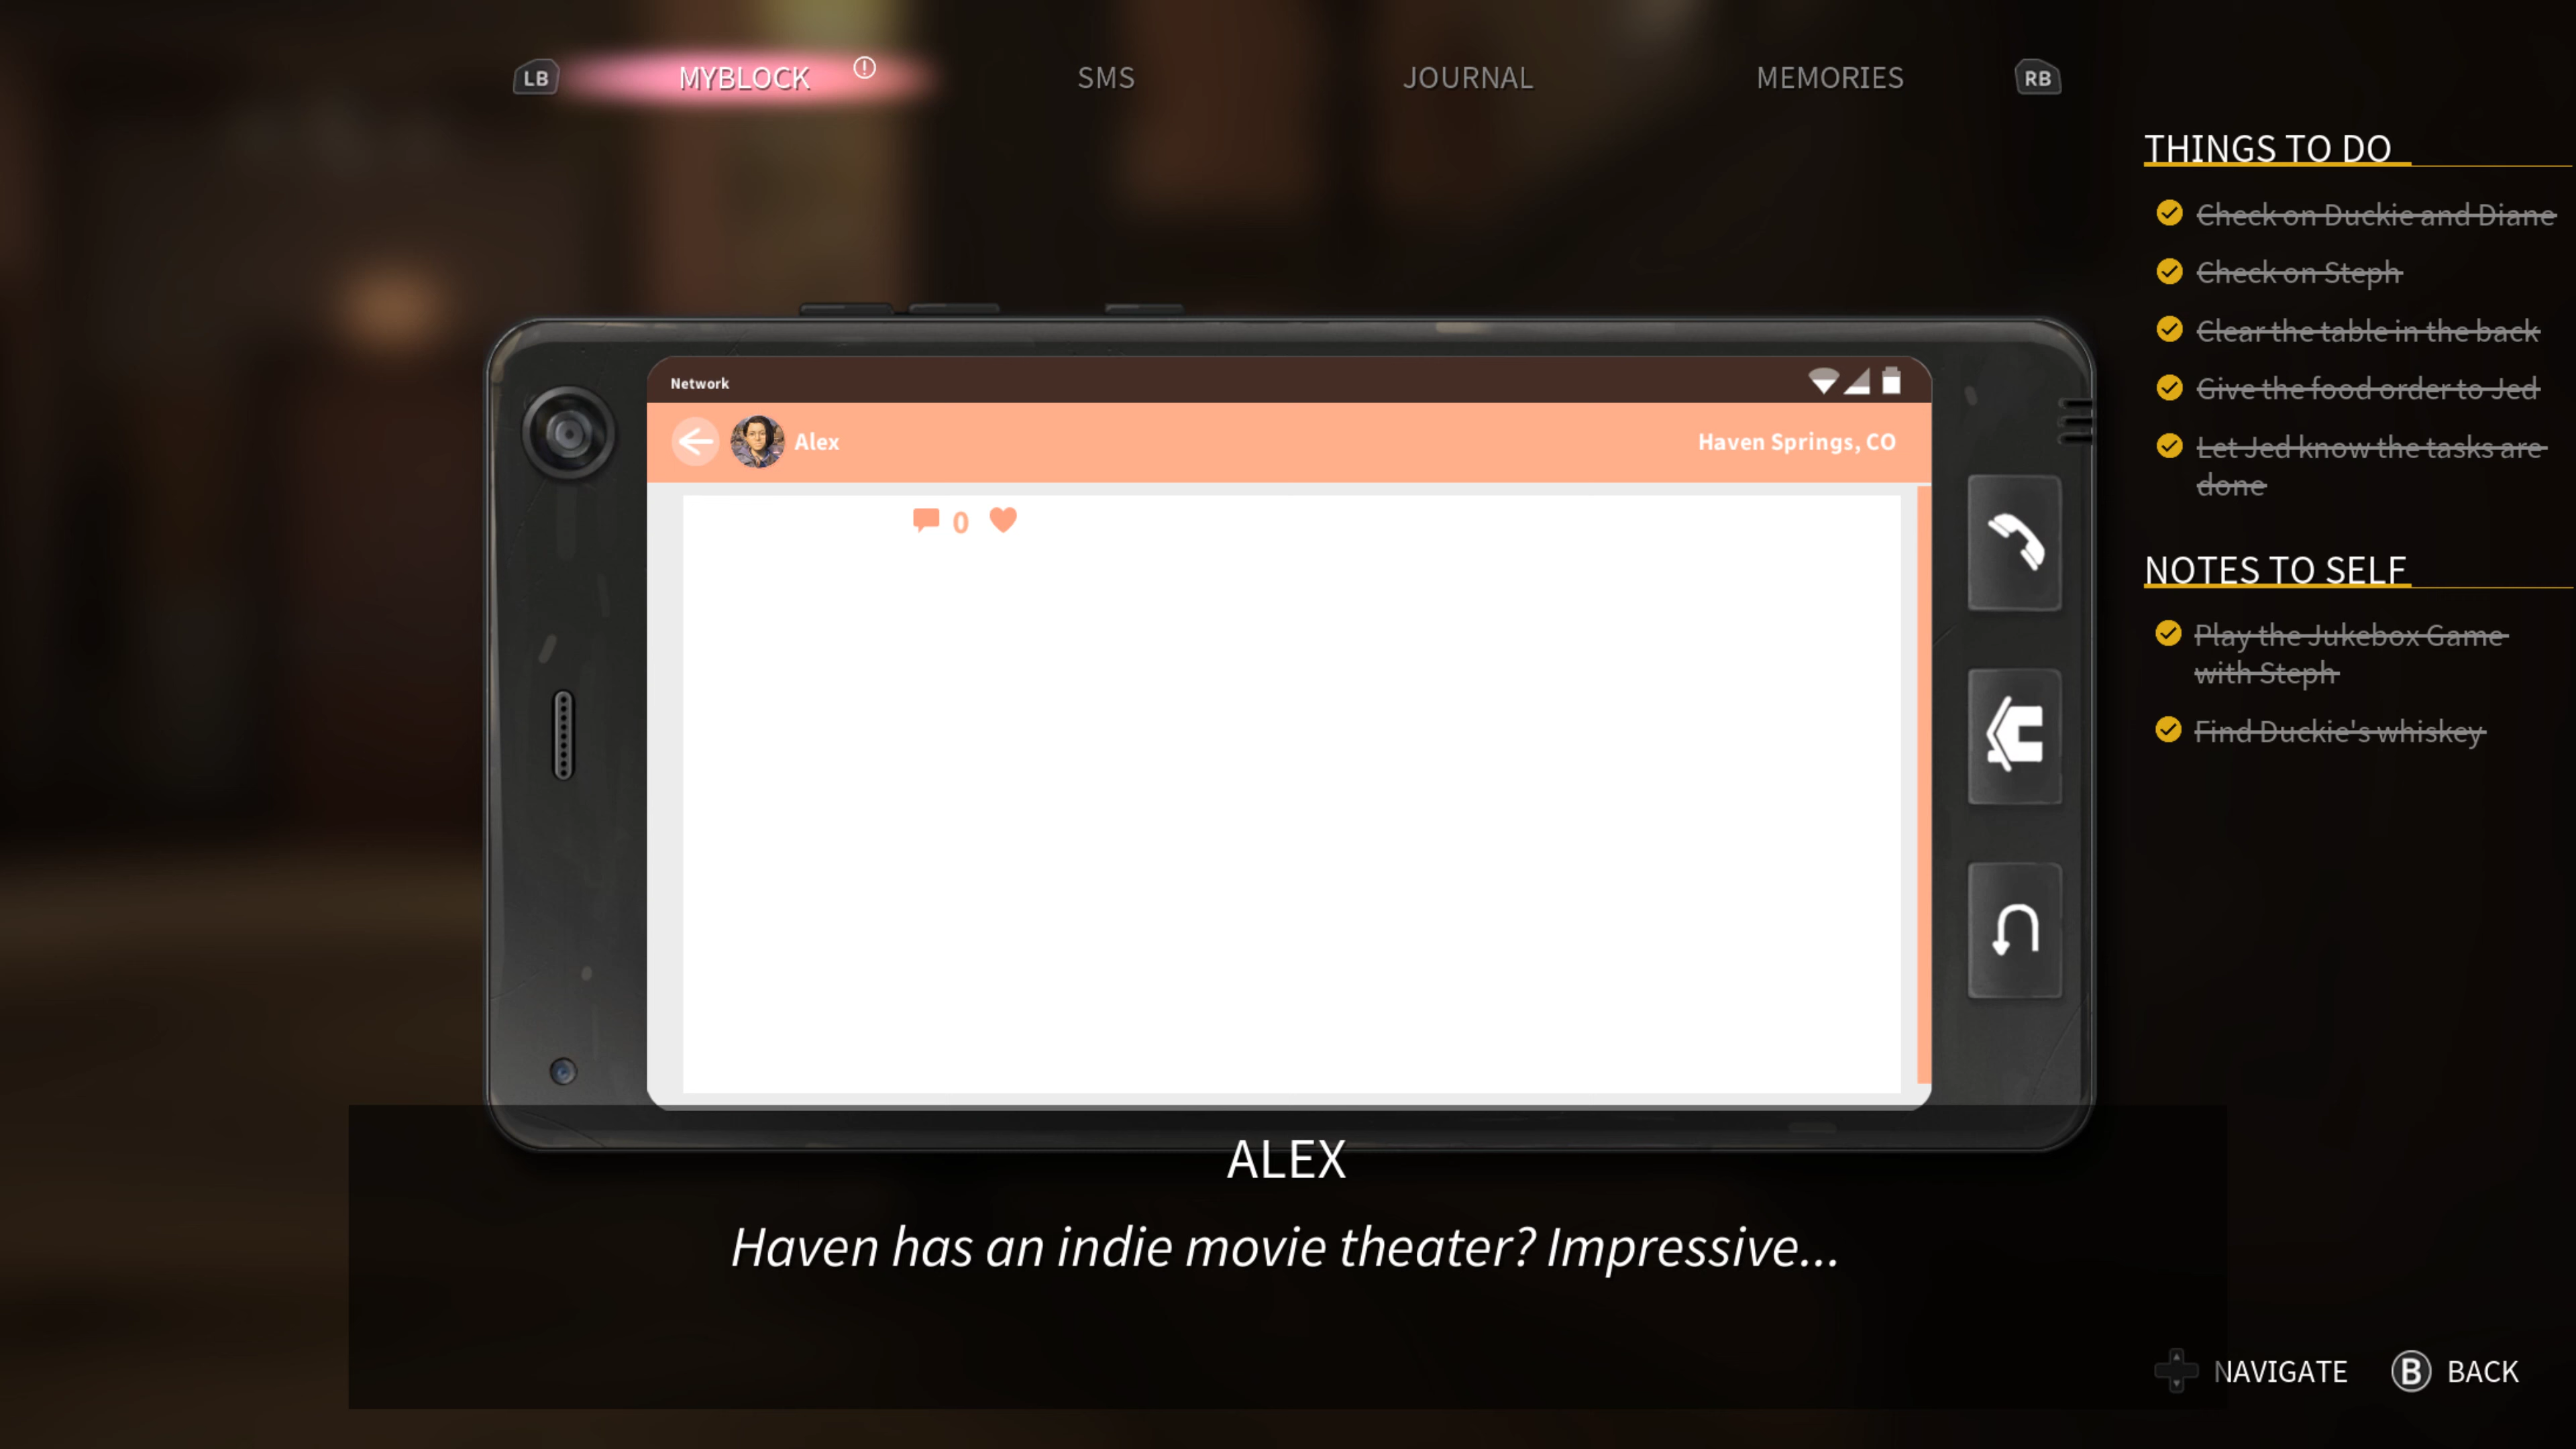 LB MYBLOCK SMS JOURNAL MEMORIES RB
THINGS TO DO
Check on Duckie and Diane
Check on Steph
Clear the table in the back
Give the food order to Jed
Let Jed know the tasks are
done
NOTES TO SELF
Play the Jukebox Game
with Steph
Find Duckie's whiskey
Network
Alex Haven Springs, CO
0
ALEX
Haven has an indie movie theater? Impressive...
NAVIGATE B BACK